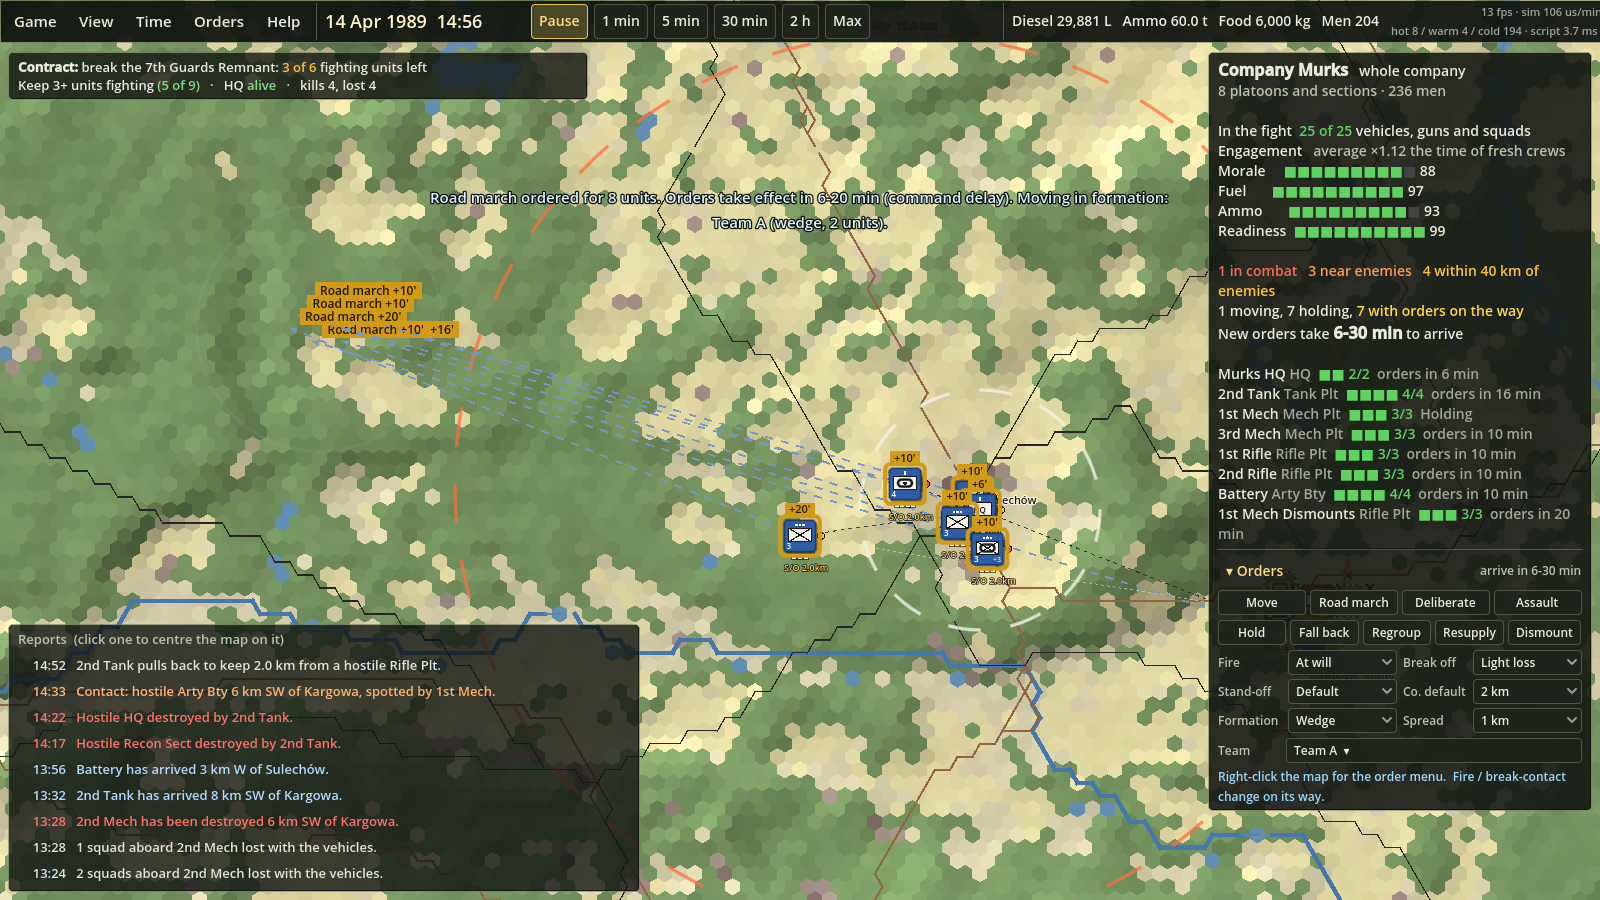 Game View Time Orders Help 14 Apr 1989 14:56 Pause 1 min 5 min 30 min 2 h Max Diesel 29,881 L Ammo 60.0 t Food 6,000 kg Men 204
13 fps · sim 106 us/min
hot 8 / warm 4 / cold 194 · script 3.7 ms
Contract: break the 7th Guards Remnant: 3 of 6 fighting units left
Keep 3+ units fighting (5 of 9) · HQ alive · kills 4, lost 4
Road march ordered for 8 units. Orders take effect in 6-20 min (command delay). Moving in formation:
Team A (wedge, 2 units).
Road march +10'
Road march +10'
Road march +20'
Road march +10' +16'
+10'
4
S/O 2.0km
+10'
+6'
echów
+10'
3
S/O 2
+10'
3 +3
S/O 2.0km
+20'
3
S/O 2.0km
Company Murks whole company
8 platoons and sections · 236 men
In the fight 25 of 25 vehicles, guns and squads
Engagement average ×1.12 the time of fresh crews
Morale 88
Fuel 97
Ammo 93
Readiness 99
1 in combat 3 near enemies 4 within 40 km of
enemies
1 moving, 7 holding, 7 with orders on the way
New orders take 6-30 min to arrive
Murks HQ HQ 2/2 orders in 6 min
2nd Tank Tank Plt 4/4 orders in 16 min
1st Mech Mech Plt 3/3 Holding
3rd Mech Mech Plt 3/3 orders in 10 min
1st Rifle Rifle Plt 3/3 orders in 10 min
2nd Rifle Rifle Plt 3/3 orders in 10 min
Battery Arty Bty 4/4 orders in 10 min
1st Mech Dismounts Rifle Plt 3/3 orders in 20
min
▾ Orders arrive in 6-30 min
Move Road march Deliberate Assault
Hold Fall back Regroup Resupply Dismount
Fire At will Break off Light loss
Stand-off Default Co. default 2 km
Formation Wedge Spread 1 km
Team Team A ▾
Right-click the map for the order menu. Fire / break-contact
change on its way.
Reports (click one to centre the map on it)
14:52 2nd Tank pulls back to keep 2.0 km from a hostile Rifle Plt.
14:33 Contact: hostile Arty Bty 6 km SW of Kargowa, spotted by 1st Mech.
14:22 Hostile HQ destroyed by 2nd Tank.
14:17 Hostile Recon Sect destroyed by 2nd Tank.
13:56 Battery has arrived 3 km W of Sulechów.
13:32 2nd Tank has arrived 8 km SW of Kargowa.
13:28 2nd Mech has been destroyed 6 km SW of Kargowa.
13:28 1 squad aboard 2nd Mech lost with the vehicles.
13:24 2 squads aboard 2nd Mech lost with the vehicles.